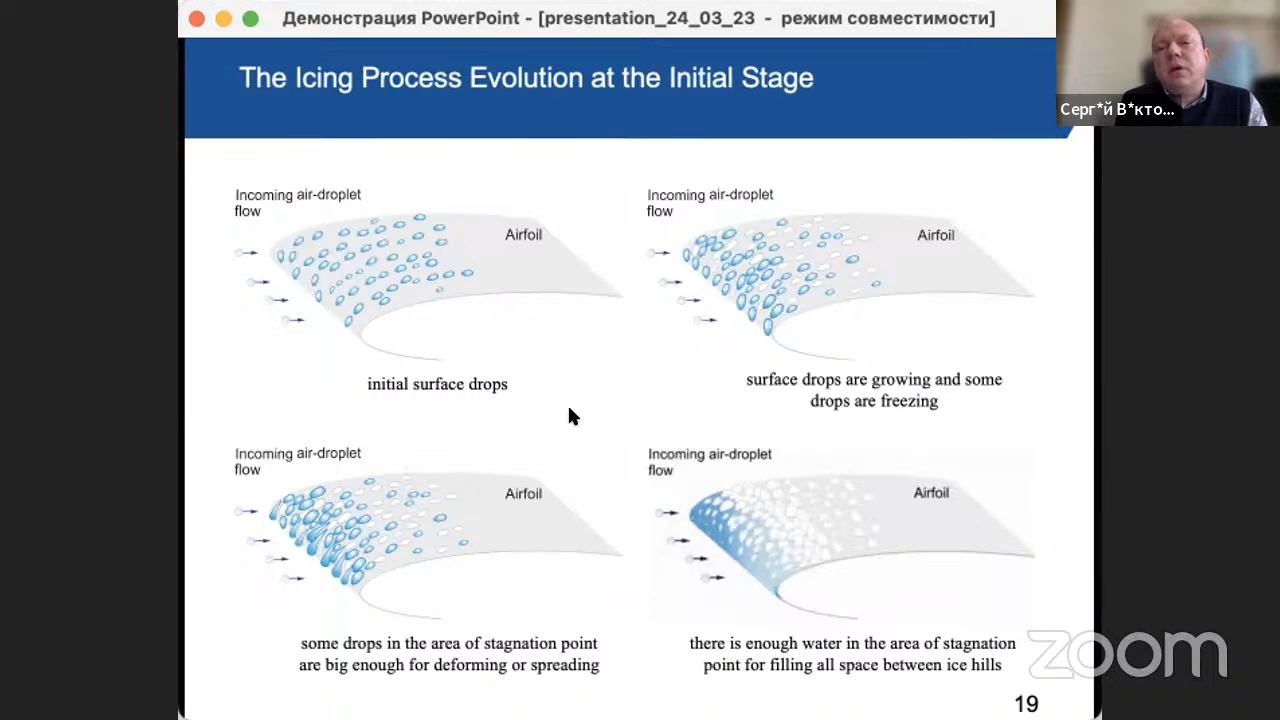 Демонстрация PowerPoint - [presentation_24_03_23 - режим совместимости]
The Icing Process Evolution at the Initial Stage
Серг*й В*кто...
Incoming air-droplet
flow
Airfoil
initial surface drops
Incoming air-droplet
flow
Airfoil
surface drops are growing and some
drops are freezing
Incoming air-droplet
flow
Airfoil
some drops in the area of stagnation point
are big enough for deforming or spreading
Incoming air-droplet
flow
Airfoil
there is enough water in the area of stagnation
point for filling all space between ice hills
zoom
19